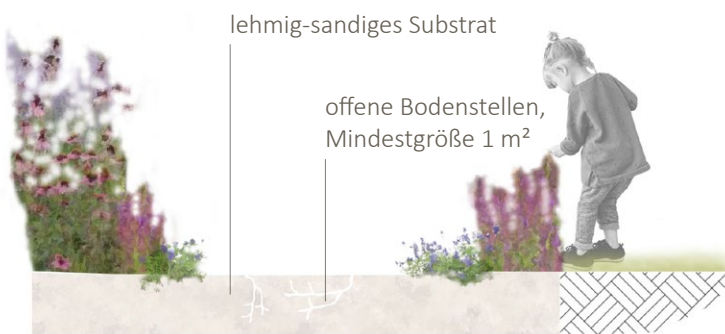 lehmig-sandiges Substrat
offene Bodenstellen,
Mindestgröße 1 m²